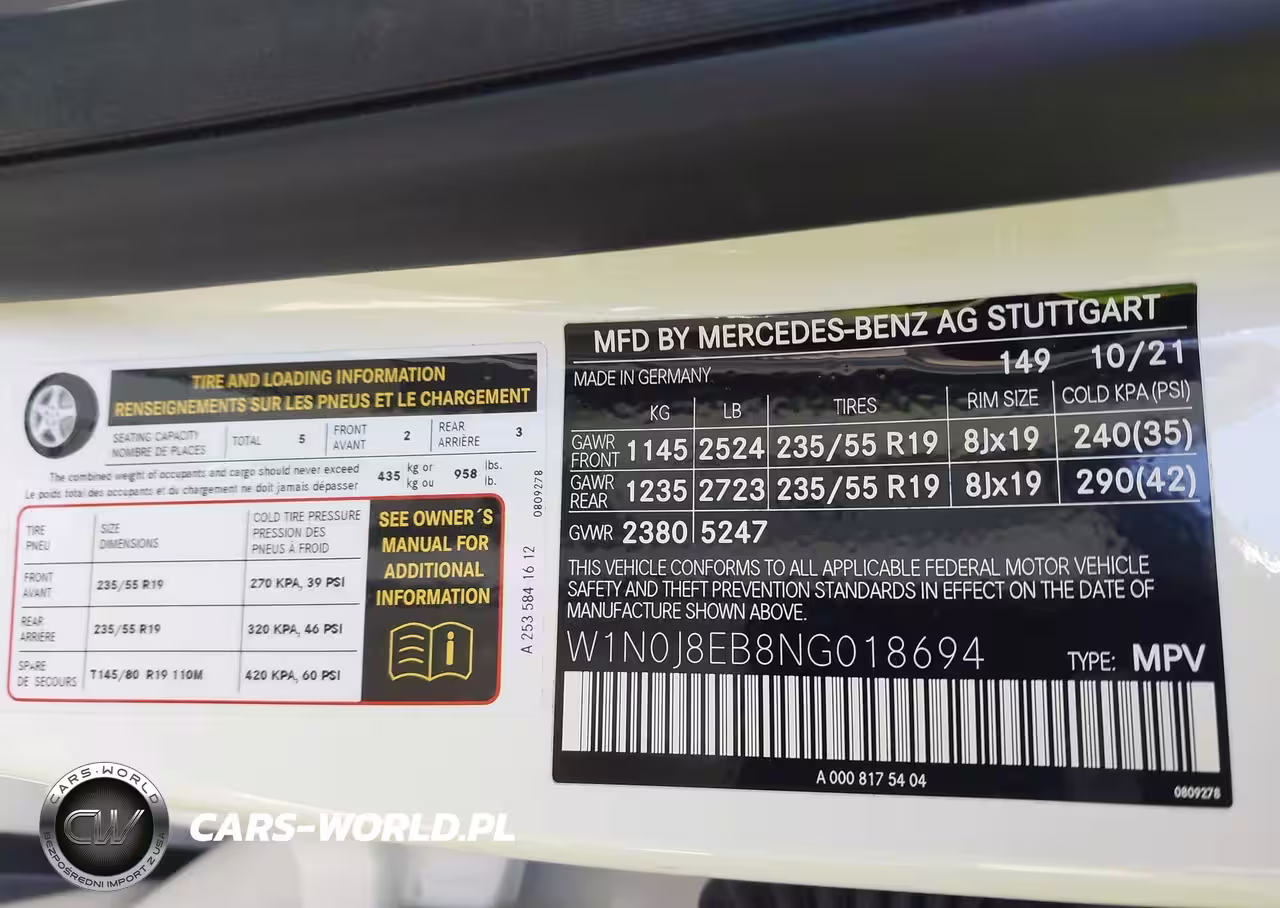 TIRE AND LOADING INFORMATION
RENSEIGNEMENTS SUR LES PNEUS ET LE CHARGEMENT
SEATING CAPACITY
NOMBRE DE PLACES
TOTAL 5
FRONT
AVANT
2
REAR
ARRIÈRE
3
The combined weight of occupants and cargo should never exceed
Le poids total des occupants et du chargement ne doit jamais dépasser
435
kg or
kg ou
958
lbs.
lb.
TIRE
PNEU
SIZE
DIMENSIONS
COLD TIRE PRESSURE
PRESSION DES
PNEUS À FROID
FRONT
AVANT
235/55 R19
270 KPA, 39 PSI
REAR
ARRIÈRE
235/55 R19
320 KPA, 46 PSI
SPARE
DE SECOURS
T145/80 R19 110M
420 KPA, 60 PSI
SEE OWNER´S
MANUAL FOR
ADDITIONAL
INFORMATION
A 253 584 16 12
0809278
MFD BY MERCEDES-BENZ AG STUTTGART
MADE IN GERMANY 149 10/21
KG LB TIRES RIM SIZE COLD KPA(PSI)
GAWR
FRONT
1145 2524 235/55 R19 8Jx19 240(35)
GAWR
REAR
1235 2723 235/55 R19 8Jx19 290(42)
GVWR 2380 5247
THIS VEHICLE CONFORMS TO ALL APPLICABLE FEDERAL MOTOR VEHICLE
SAFETY AND THEFT PREVENTION STANDARDS IN EFFECT ON THE DATE OF
MANUFACTURE SHOWN ABOVE.
W1N0J8EB8NG018694 TYPE: MPV
A 000 817 54 04
0809278
CARS-WORLD
CW
BEZPOŚREDNI IMPORT Z USA
CARS-WORLD.PL